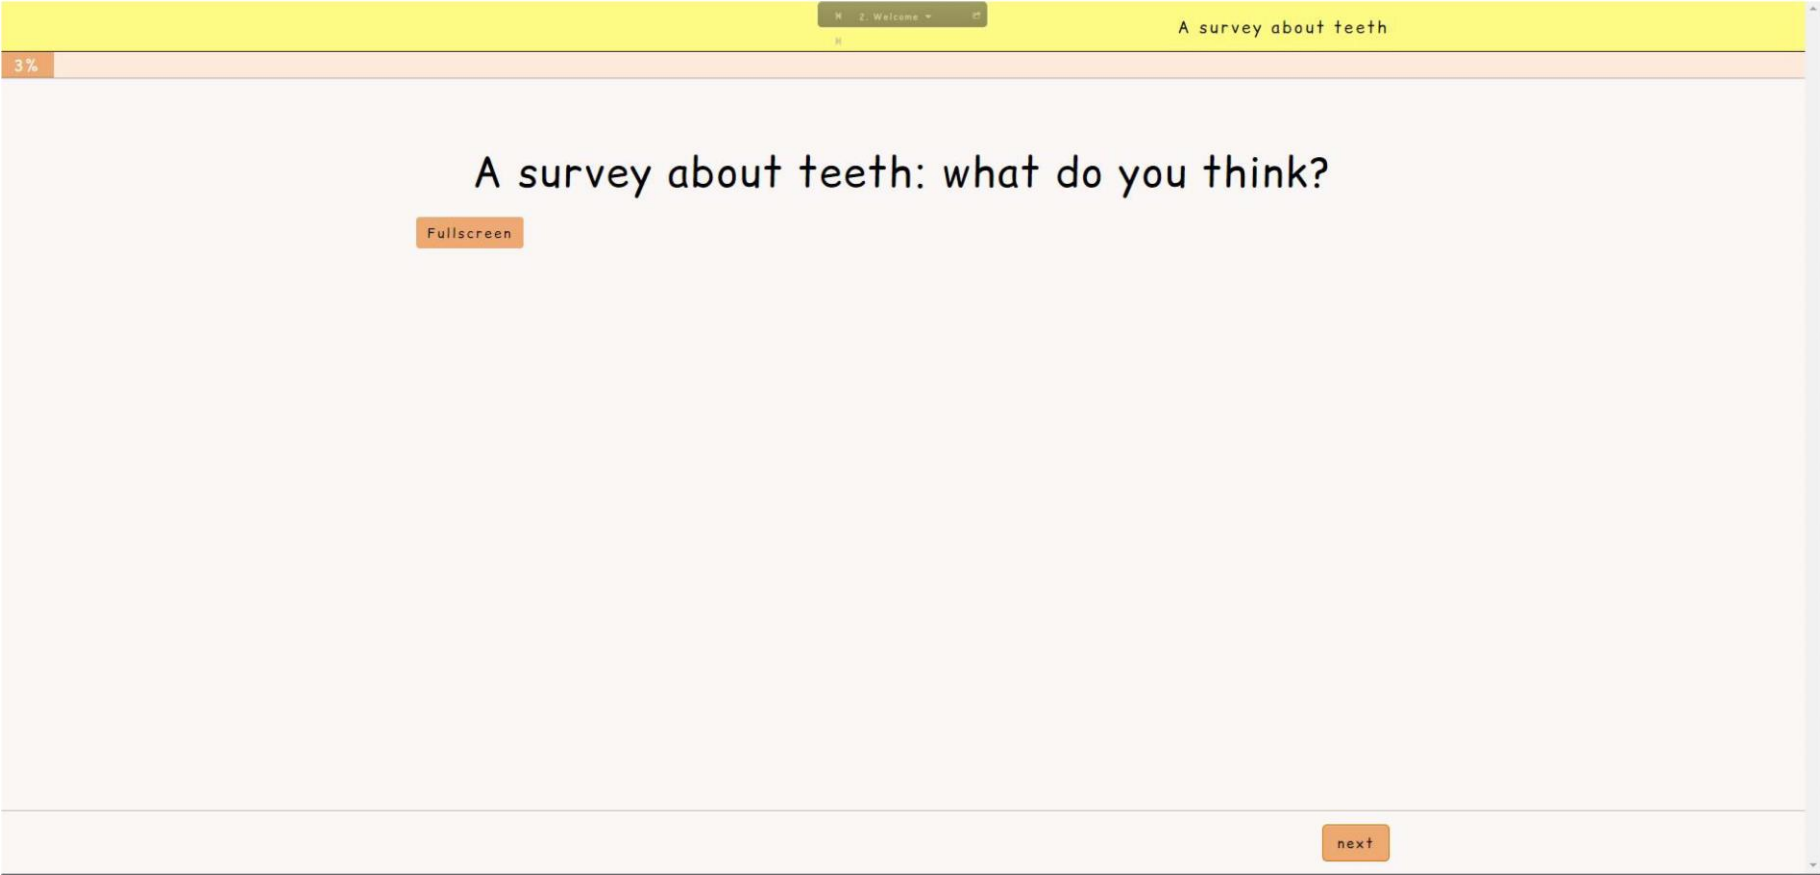 2. Welcome
A survey about teeth
3%
A survey about teeth: what do you think?
Fullscreen
next